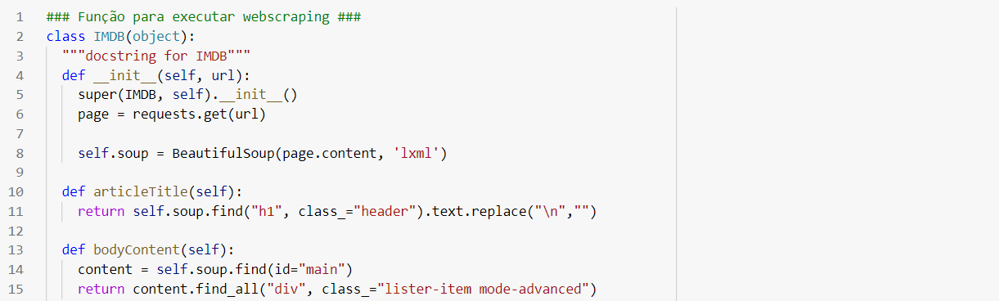 1 ### Função para executar webscraping ###
2 class IMDB(object):
3   """docstring for IMDB"""
4   def __init__(self, url):
5     super(IMDB, self).__init__()
6     page = requests.get(url)
7
8     self.soup = BeautifulSoup(page.content, 'lxml')
9
10   def articleTitle(self):
11     return self.soup.find("h1", class_="header").text.replace("\n","")
12
13   def bodyContent(self):
14     content = self.soup.find(id="main")
15     return content.find_all("div", class_="lister-item mode-advanced")